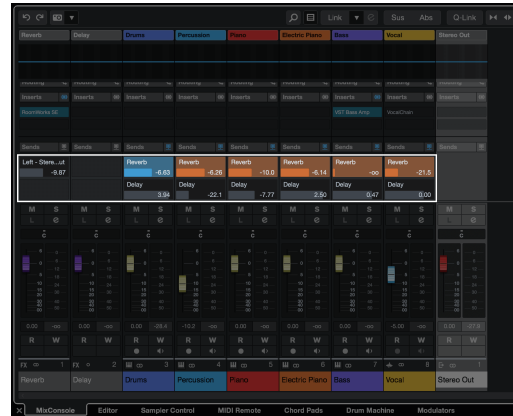 Link Sus Abs Q-Link
Reverb Delay Drums Percussion Piano Electric Piano Bass Vocal Stereo Out
Inserts Inserts Inserts Inserts Inserts Inserts Inserts Inserts Inserts
RoomWorks SE VST Bass Amp VocalChain
Sends Sends Sends Sends Sends Sends Sends Sends Sends
Left - Stere...ut Reverb Reverb Reverb Reverb Reverb Reverb
-9.87 -6.63 -6.26 -10.0 -6.14 -oo -21.5
Delay Delay Delay Delay Delay Delay
3.94 -22.1 -7.77 2.50 0.47 0.00
M S M S M S M S M S M S M S M S M S
L L L L L L L L L
C C C C C C C C C
0.00 -oo 0.00 -oo 0.00 -10.2 -oo 0.00 -oo 0.00 -oo 0.00 -oo -5.00 -oo 0.00
R W R W R W R W R W R W R W R W R W
FX 1 FX 2 3 4 5 6 7 8 1
Reverb Delay Drums Percussion Piano Electric Piano Bass Vocal Stereo Out
MixConsole Editor Sampler Control MIDI Remote Chord Pads Drum Machine Modulators